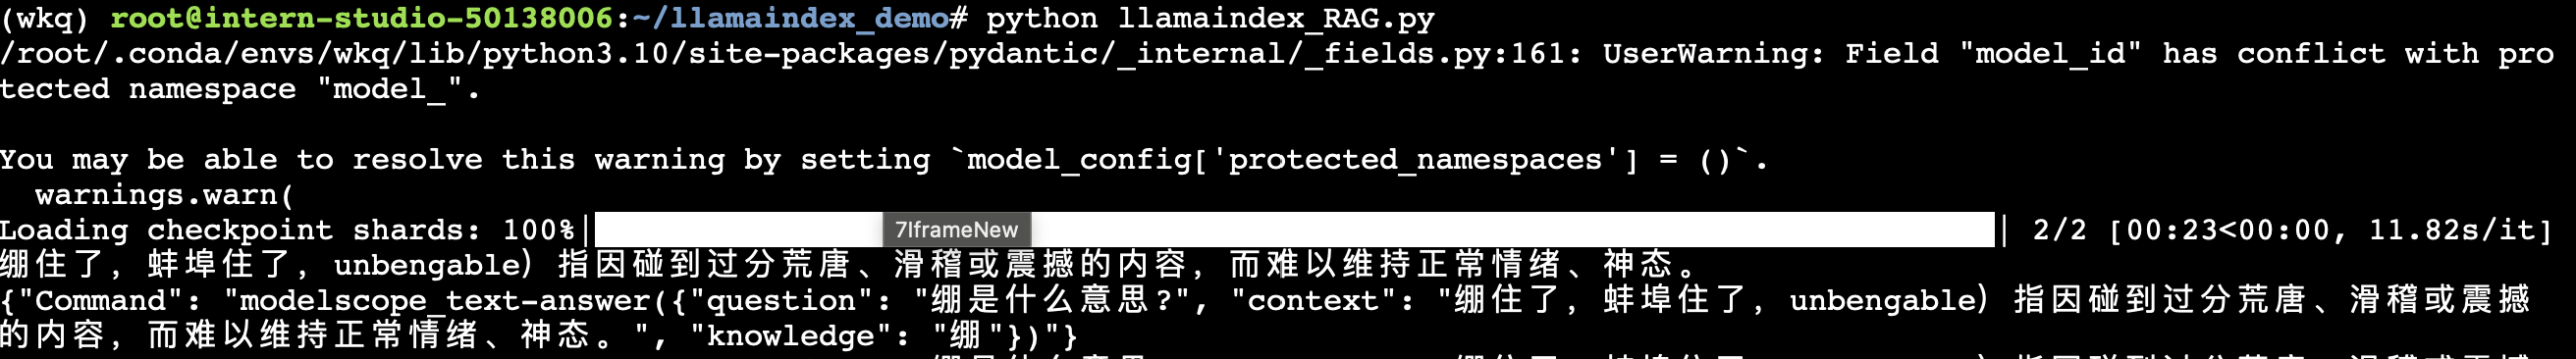 (wkq) root@intern-studio-50138006:~/llamaindex_demo# python llamaindex_RAG.py
/root/.conda/envs/wkq/lib/python3.10/site-packages/pydantic/_internal/_fields.py:161: UserWarning: Field "model_id" has conflict with pro
tected namespace "model_".
You may be able to resolve this warning by setting `model_config['protected_namespaces'] = ()`.
  warnings.warn(
Loading checkpoint shards: 100%| 7IframeNew | 2/2 [00:23<00:00, 11.82s/it]
绷住了，蚌埠住了，unbengable）指因碰到过分荒唐、滑稽或震撼的内容，而难以维持正常情绪、神态。
{"Command": "modelscope_text-answer({"question": "绷是什么意思?", "context": "绷住了，蚌埠住了，unbengable）指因碰到过分荒唐、滑稽或震撼
的内容，而难以维持正常情绪、神态。", "knowledge": "绷"})"}